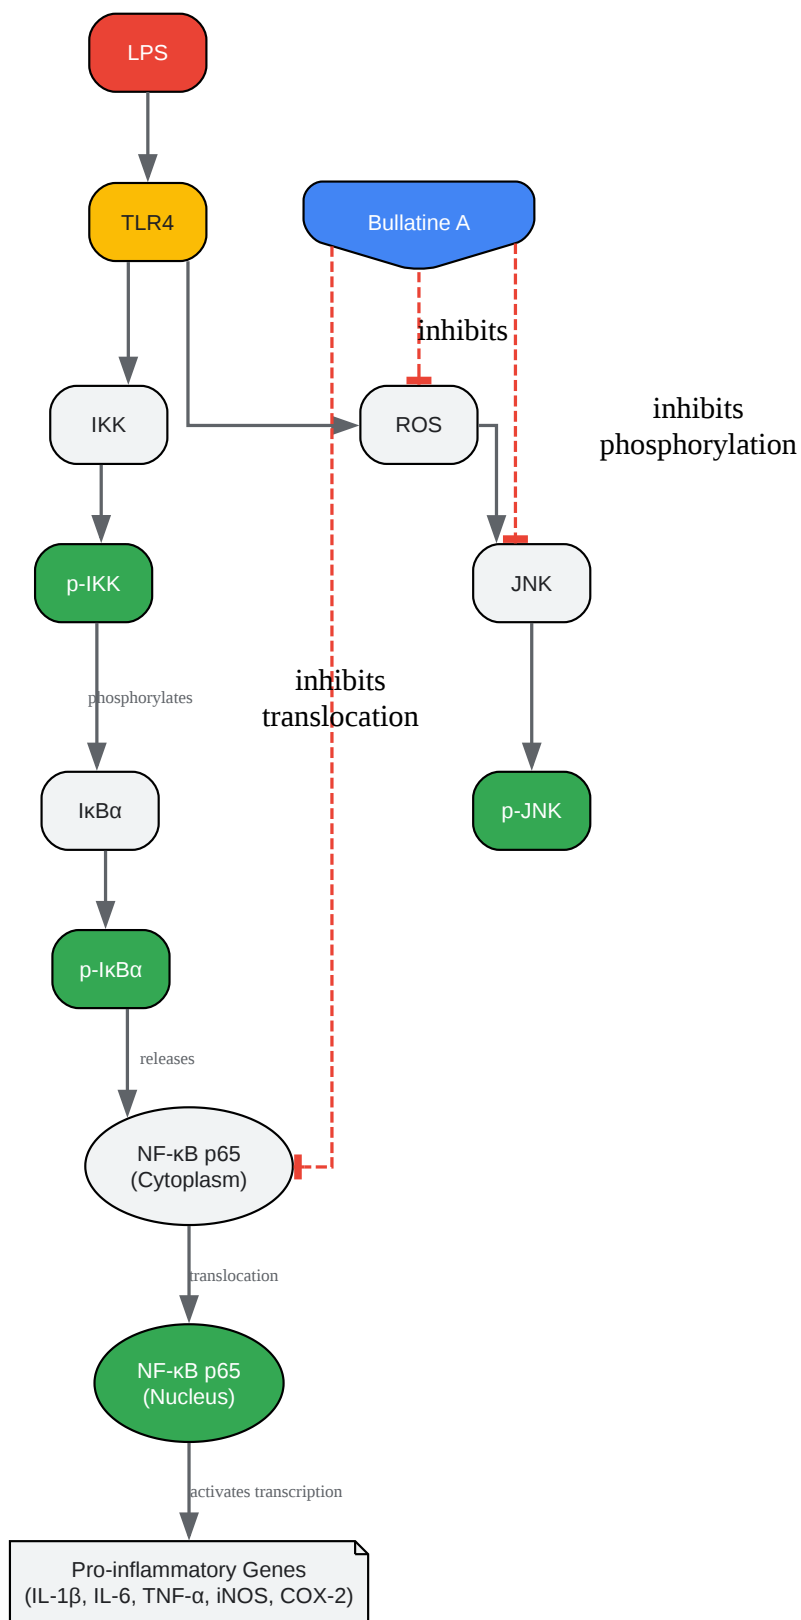 LPS
TLR4
Bullatine A
inhibits
inhibits
phosphorylation
IKK
ROS
p-IKK
JNK
phosphorylates
inhibits
translocation
IκBα
p-JNK
p-IκBα
releases
NF-κB p65
(Cytoplasm)
translocation
NF-κB p65
(Nucleus)
activates transcription
Pro-inflammatory Genes
(IL-1β, IL-6, TNF-α, iNOS, COX-2)